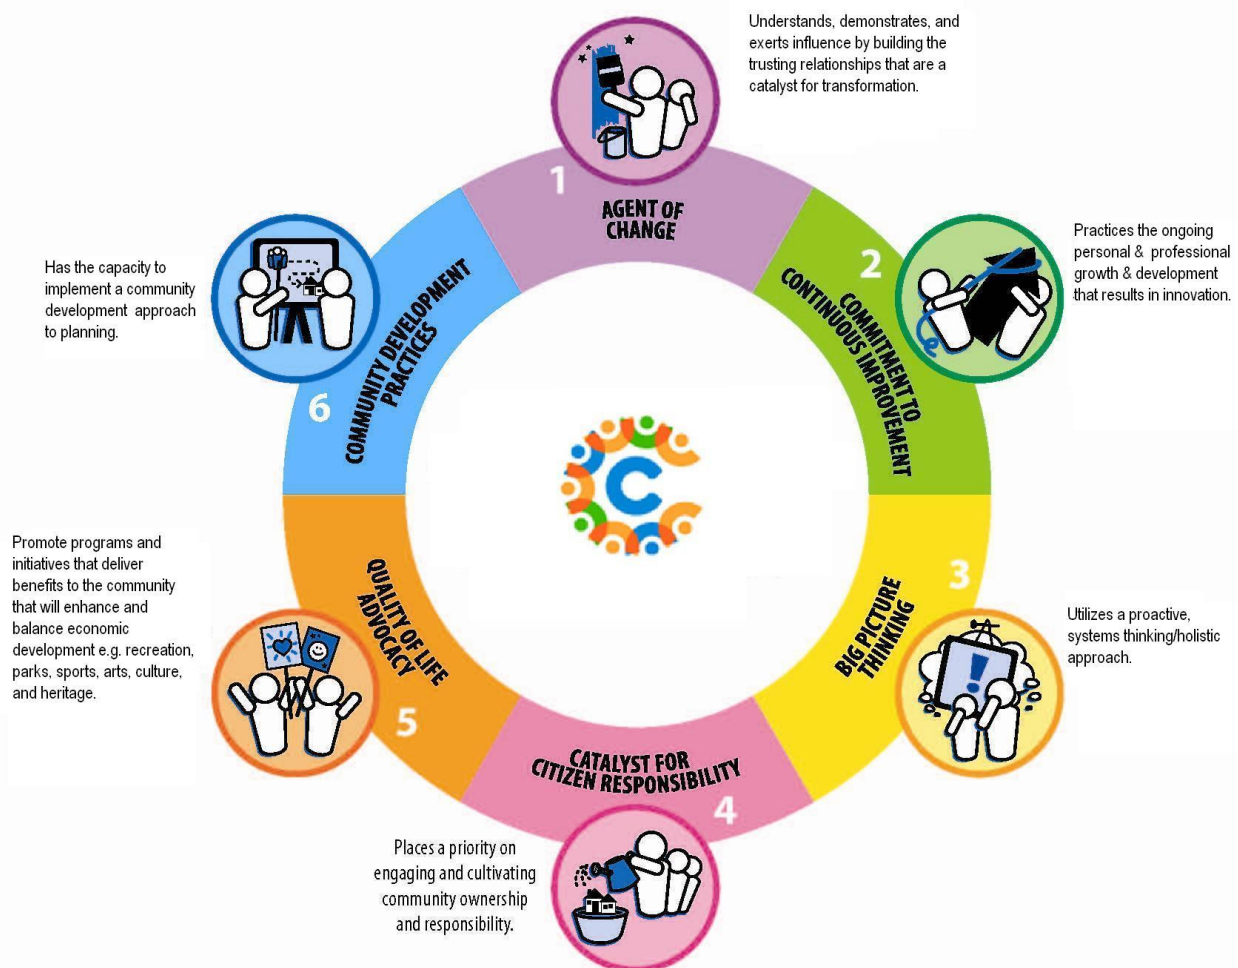 Understands, demonstrates, and
exerts influence by building the
trusting relationships that are a
catalyst for transformation.
1
AGENT OF
CHANGE
2
COMMITMENT TO
CONTINUOUS IMPROVEMENT
Practices the ongoing
personal & professional
growth & development
that results in innovation.
3
BIG PICTURE
THINKING
Utilizes a proactive,
systems thinking/holistic
approach.
4
CATALYST FOR
CITIZEN RESPONSIBILITY
Places a priority on
engaging and cultivating
community ownership
and responsibility.
5
QUALITY OF LIFE
ADVOCACY
Promote programs and
initiatives that deliver
benefits to the community
that will enhance and
balance economic
development e.g. recreation,
parks, sports, arts, culture,
and heritage.
6
COMMUNITY DEVELOPMENT
PRACTICES
Has the capacity to
implement a community
development approach
to planning.
C
!